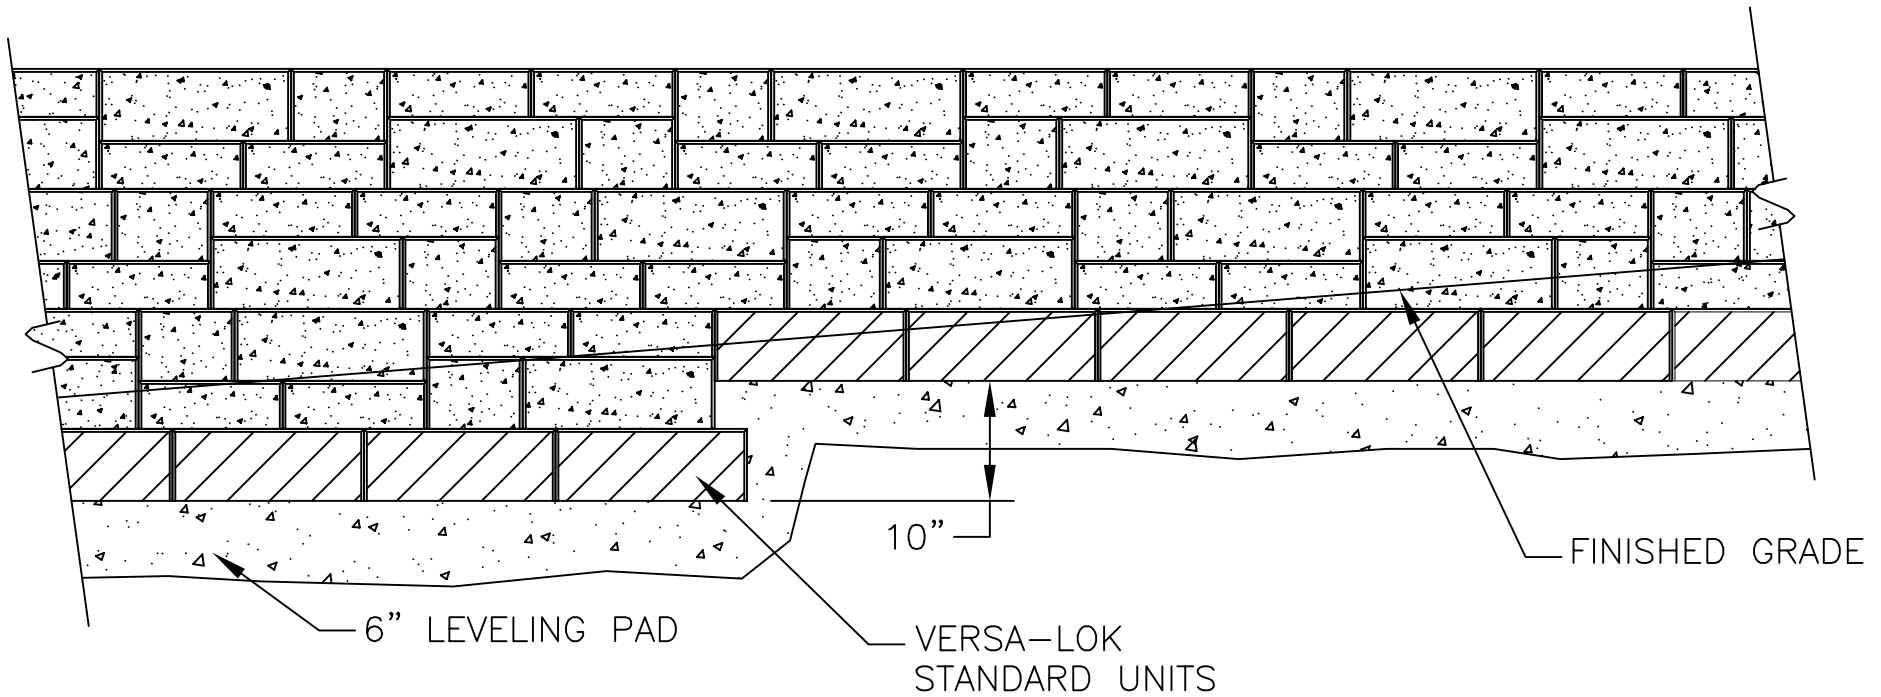 10”
FINISHED GRADE
6” LEVELING PAD
VERSA–LOK
STANDARD UNITS